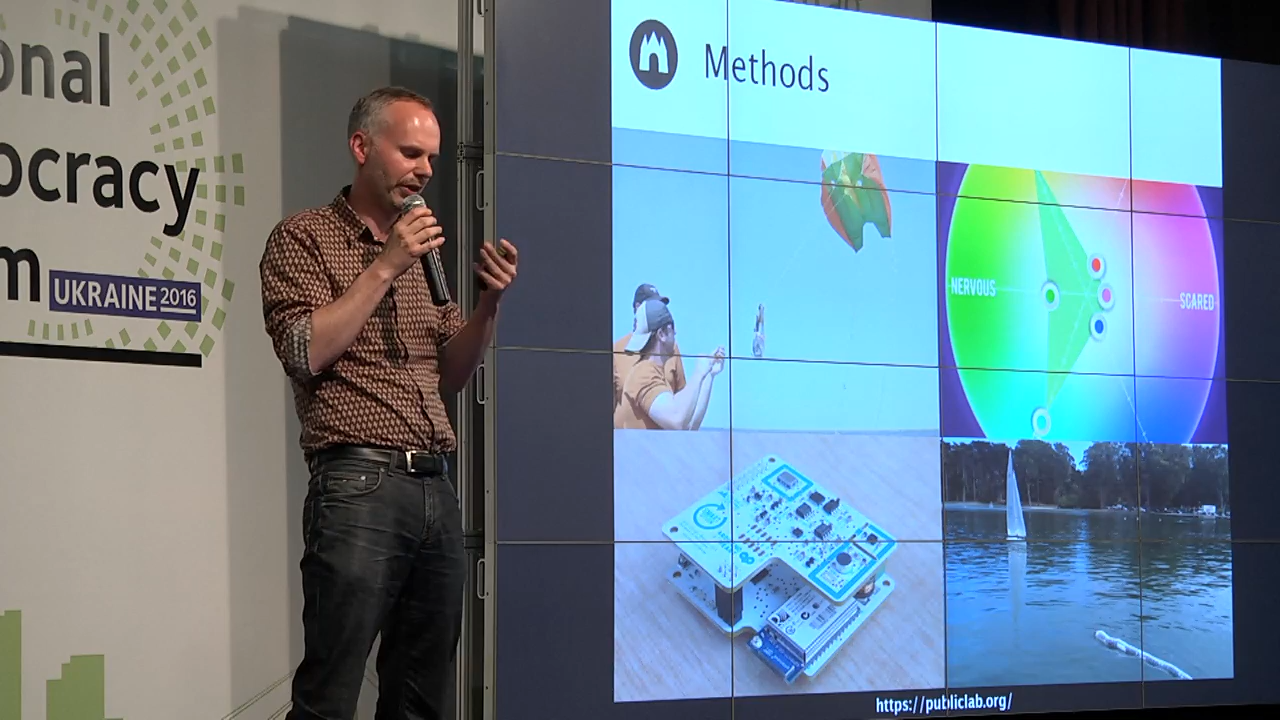 onal
ocracy
m
UKRAINE 2016
Methods
NERVOUS
SCARED
https://publiclab.org/